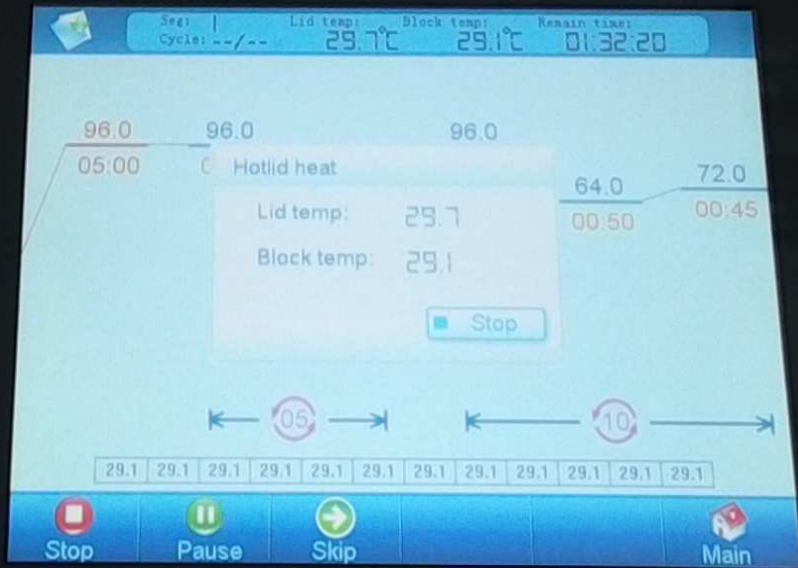 Seg: | Lid temp: Block temp: Remain time:
Cycle: --/-- 29.7℃ 29.1℃ 01:32:20
96.0 96.0 96.0
05:00
Hotlid heat
64.0 72.0
00:50 00:45
Lid temp: 29.7
Block temp: 29.1
Stop
05 10
29.1 29.1 29.1 29.1 29.1 29.1 29.1 29.1 29.1 29.1 29.1 29.1
Stop Pause Skip Main